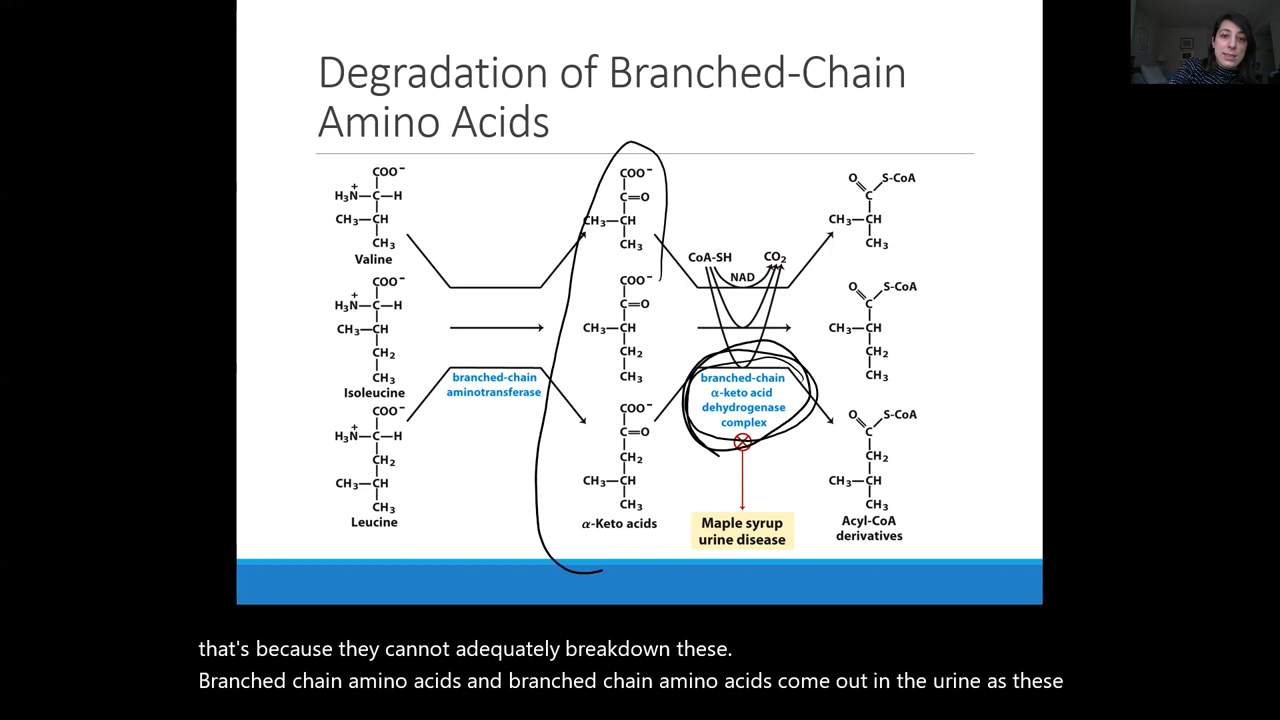 Degradation of Branched-Chain
Amino Acids
COO⁻
H₃N⁺—C—H
CH₃—CH
CH₃
Valine
COO⁻
H₃N⁺—C—H
CH₃—CH
CH₂
CH₃
Isoleucine
COO⁻
H₃N⁺—C—H
CH₂
CH₃—CH
CH₃
Leucine
branched-chain
aminotransferase
COO⁻
C=O
CH₃—CH
CH₃
COO⁻
C=O
CH₃—CH
CH₂
CH₃
COO⁻
C=O
CH₂
CH₃—CH
CH₃
α-Keto acids
CoA-SH
NAD
CO₂
branched-chain
α-keto acid
dehydrogenase
complex
Maple syrup
urine disease
O S-CoA
C
CH₃—CH
CH₃
O S-CoA
C
CH₃—CH
CH₂
CH₃
O S-CoA
C
CH₂
CH₃—CH
CH₃
Acyl-CoA
derivatives
that's because they cannot adequately breakdown these.
Branched chain amino acids and branched chain amino acids come out in the urine as these